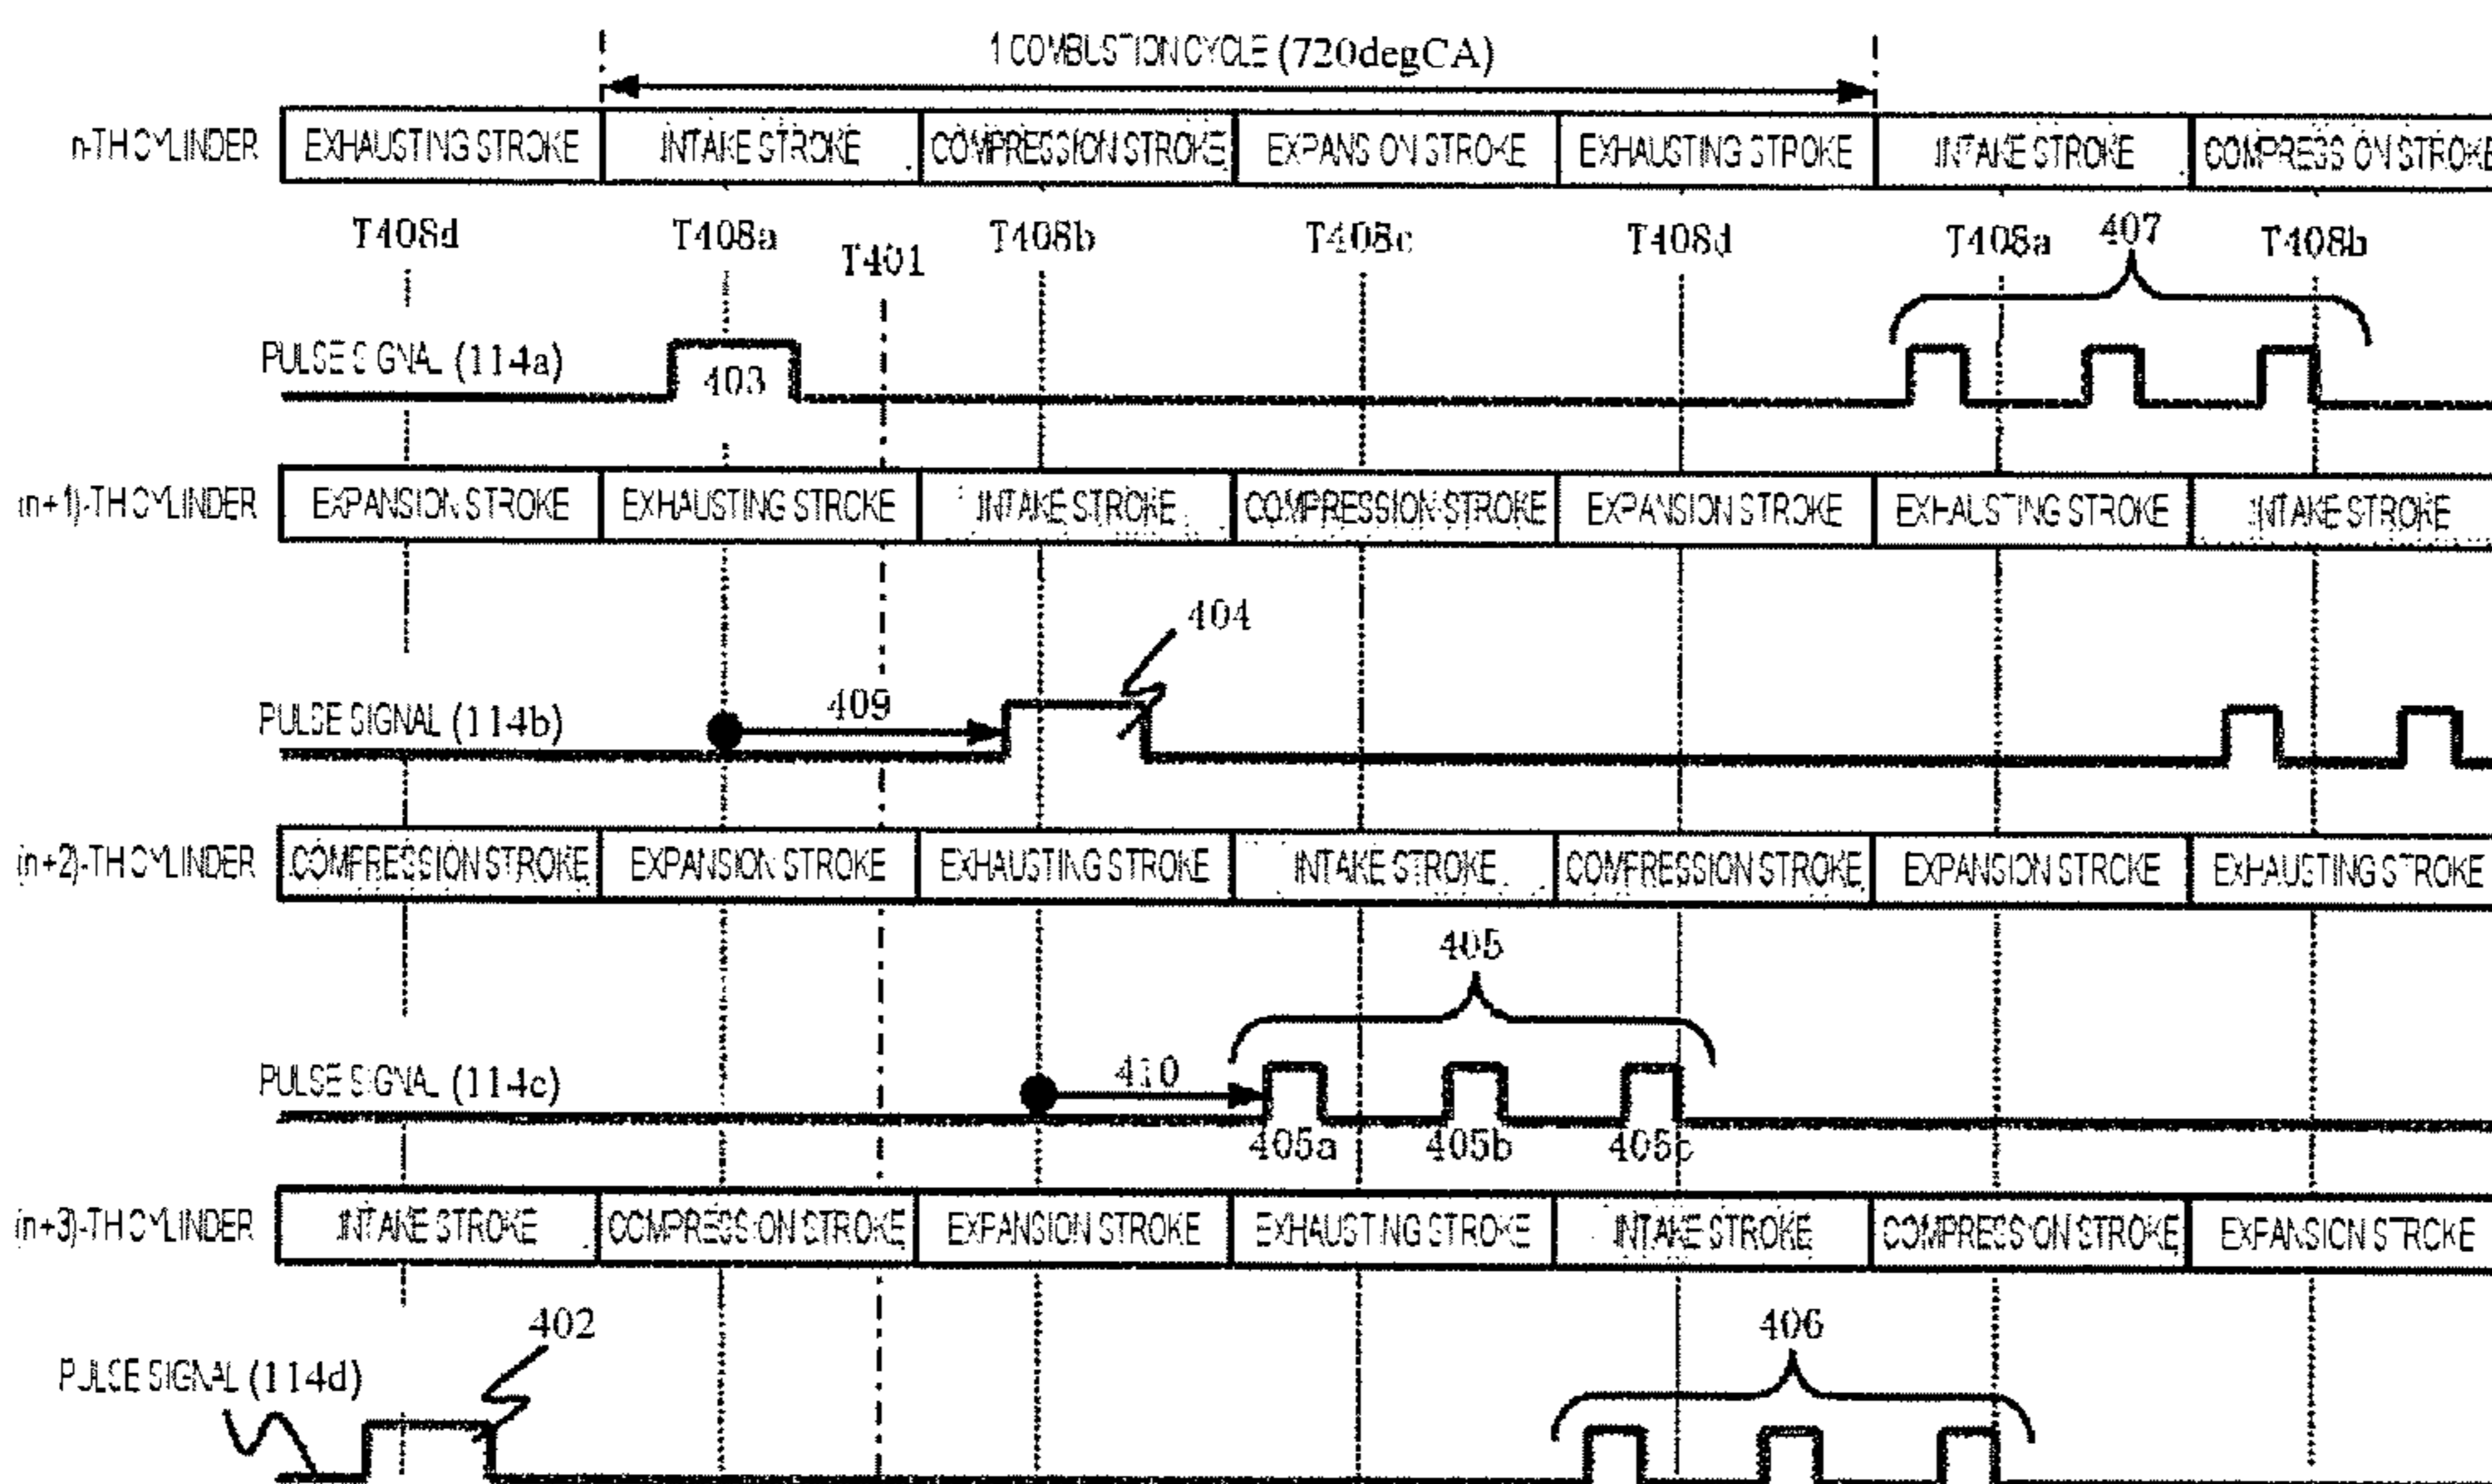 1 COMBUSTION CYCLE (720degCA)
n-TH CYLINDER EXHAUSTING STROKE INTAKE STROKE COMPRESSION STROKE EXPANSION STROKE EXHAUSTING STROKE INTAKE STROKE COMPRESSION STROKE
T408d T408a T401 T408b T408c T408d T408a 407 T408b
PULSE SIGNAL (114a) 403
(n+1)-TH CYLINDER EXPANSION STROKE EXHAUSTING STROKE INTAKE STROKE COMPRESSION STROKE EXPANSION STROKE EXHAUSTING STROKE INTAKE STROKE
404
PULSE SIGNAL (114b) 409
(n+2)-TH CYLINDER COMPRESSION STROKE EXPANSION STROKE EXHAUSTING STROKE INTAKE STROKE COMPRESSION STROKE EXPANSION STROKE EXHAUSTING STROKE
405
PULSE SIGNAL (114c) 410
405a 405b 405c
(n+3)-TH CYLINDER INTAKE STROKE COMPRESSION STROKE EXPANSION STROKE EXHAUSTING STROKE INTAKE STROKE COMPRESSION STROKE EXPANSION STROKE
402 406
PULSE SIGNAL (114d)